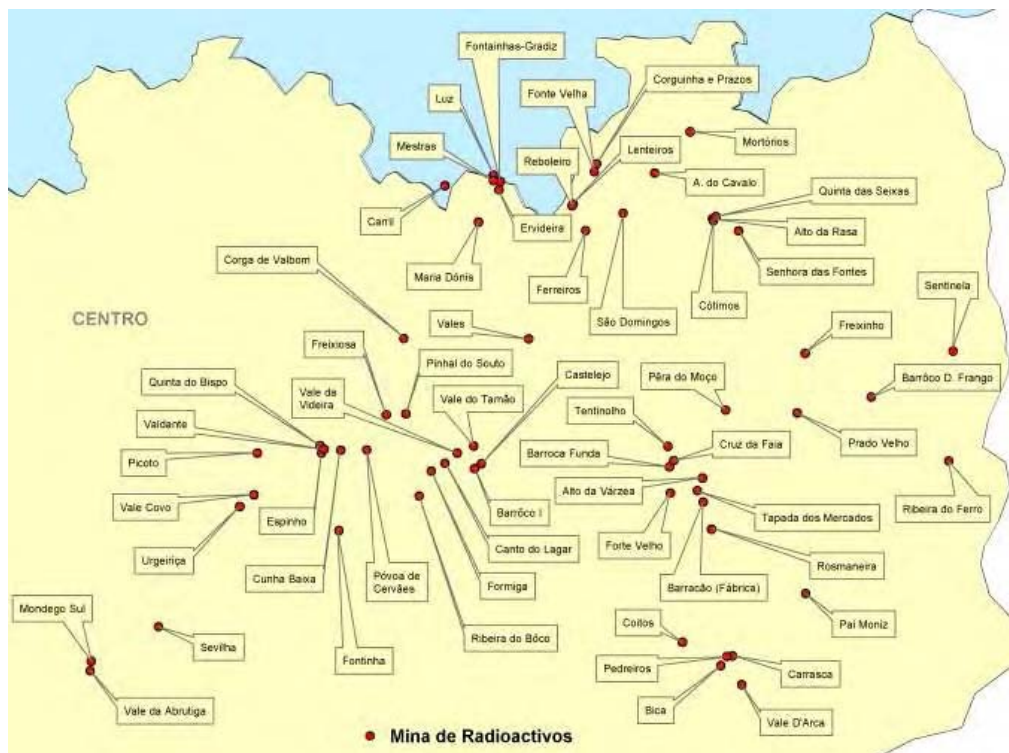 Fontainhas-Gradiz
Corguinha e Prazos
Fonte Velha
Luz
Mortórios
Mestras
Reboleiro
Lenteiros
A. do Cavalo
Quinta das Seixas
Carril
Ervideira
Alto da Rasa
Corga de Valbom
Maria Dónis
Ferreiros
Senhora das Fontes
Sentinela
CENTRO
São Domingos
Cótimos
Freixiosa
Vales
Freixinho
Pinhal do Souto
Castelejo
Quinta do Bispo
Vale da
Videira
Pêra do Moço
Barrôco D. Frango
Vale do Tamão
Valdante
Tentinolho
Prado Velho
Picoto
Barroca Funda
Cruz da Faia
Vale Covo
Espinho
Alto da Várzea
Barrôco I
Tapada dos Mercados
Ribeira do Ferro
Urgeiriça
Canto do Lagar
Forte Velho
Cunha Baixa
Póvoa de
Cervães
Formiga
Barracão (Fábrica)
Rosmaneira
Mondego Sul
Coitos
Pai Moniz
Sevilha
Fontinha
Ribeira do Bôco
Pedreiros
Carrasca
Vale da Abrutiga
Bica
Vale D'Arca
Mina de Radioactivos